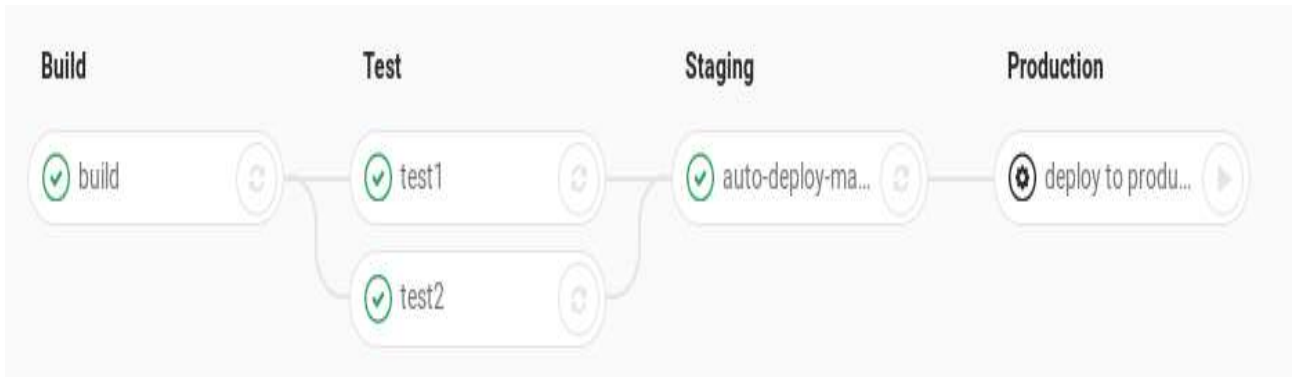 Build Test Staging Production
build test1 auto-deploy-ma... deploy to produ...
test2